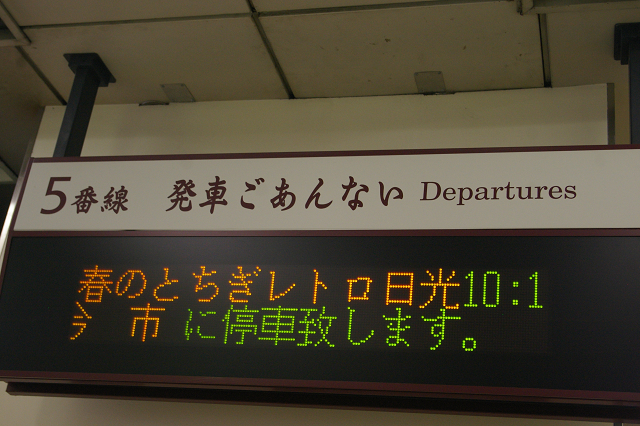 5番線 発車ごあんない Departures
春のとちぎレトロ日光10:1
今 市 に停車致します。